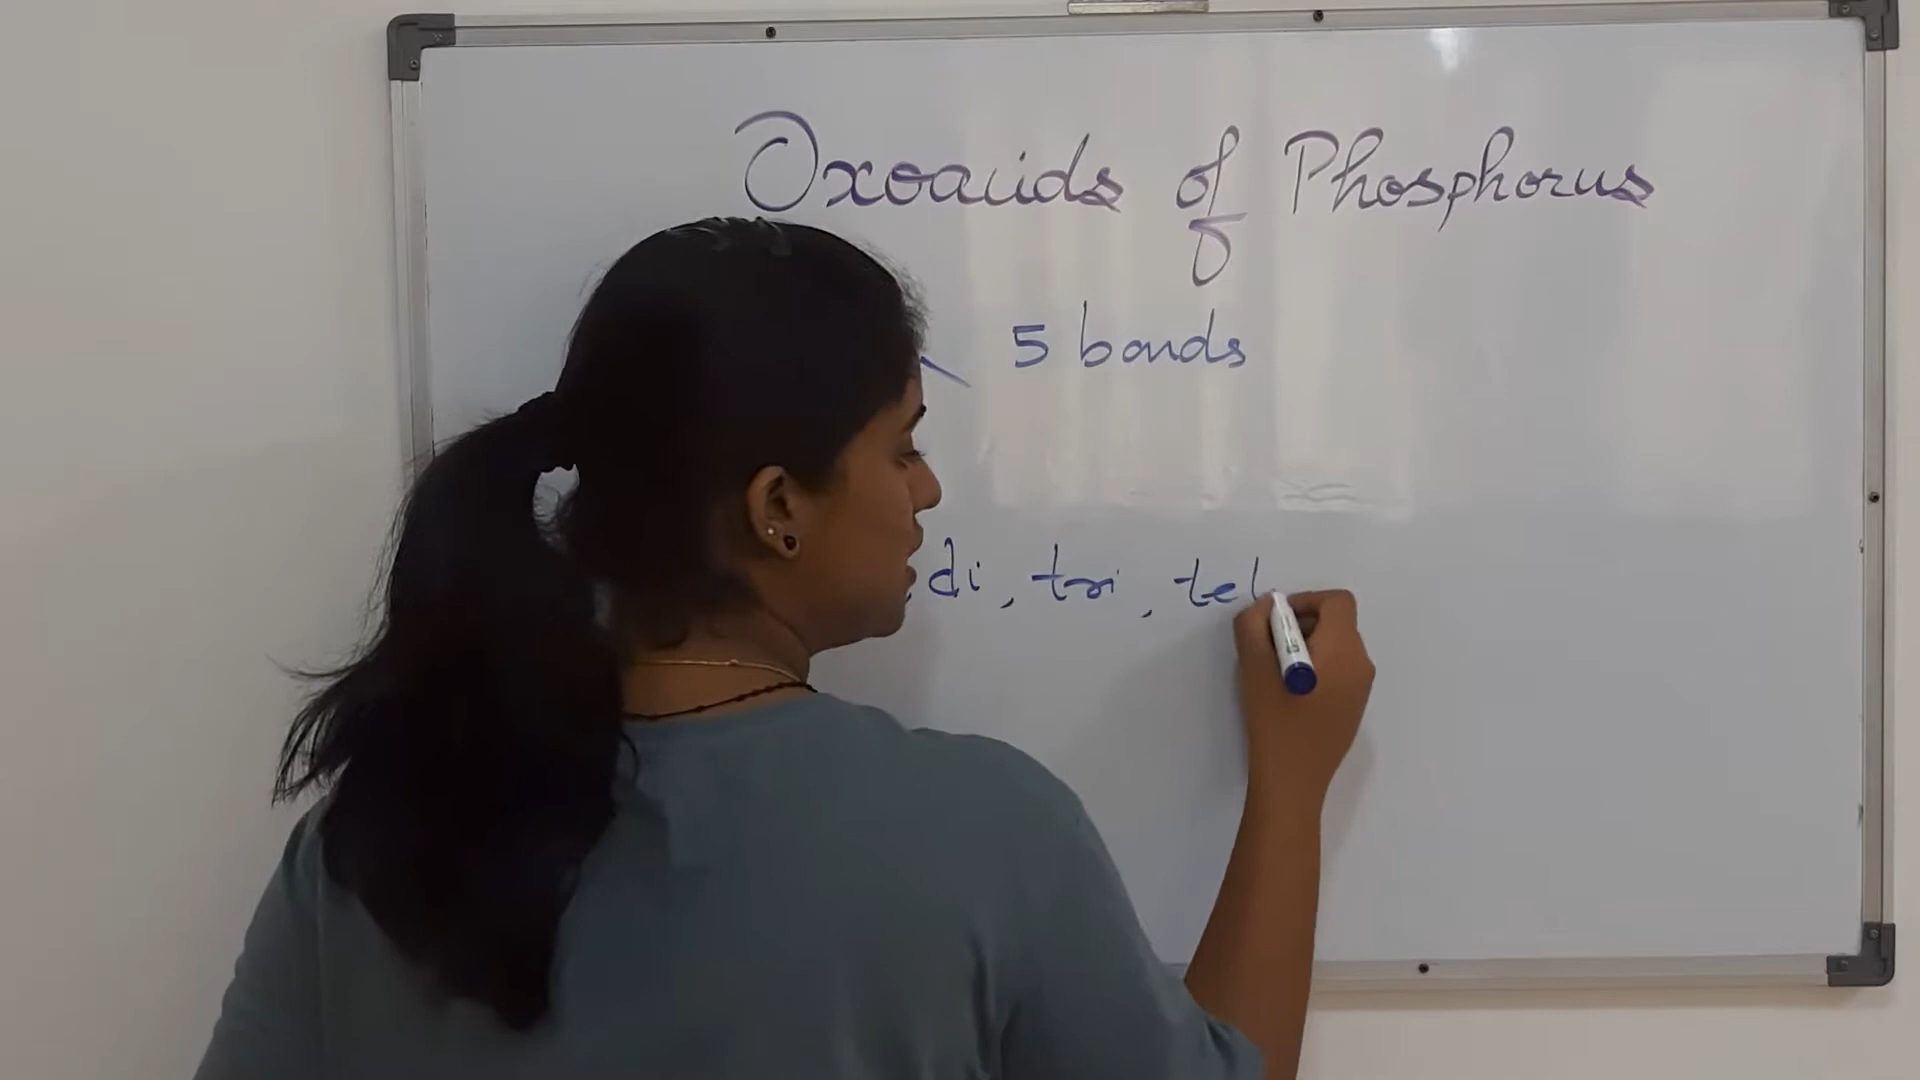 Oxoacids of Phosphorus
5 bonds
di, tri, tet